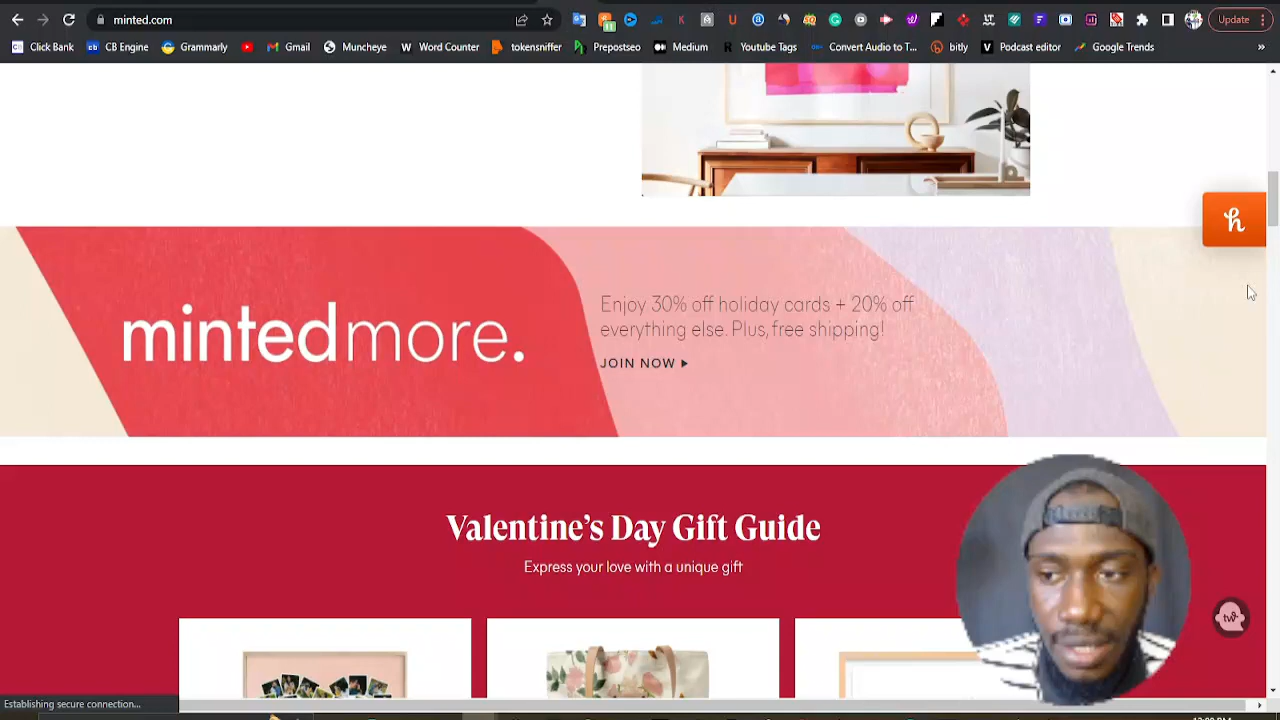 minted.com
Update
Click Bank
CB Engine
Grammarly
Gmail
Muncheye
Word Counter
tokensniffer
Prepostseo
Medium
Youtube Tags
Convert Audio to T...
bitly
Podcast editor
Google Trends
»
mintedmore.
Enjoy 30% off holiday cards + 20% off
everything else. Plus, free shipping!
JOIN NOW
Valentine's Day Gift Guide
Express your love with a unique gift
tw
Establishing secure connection...